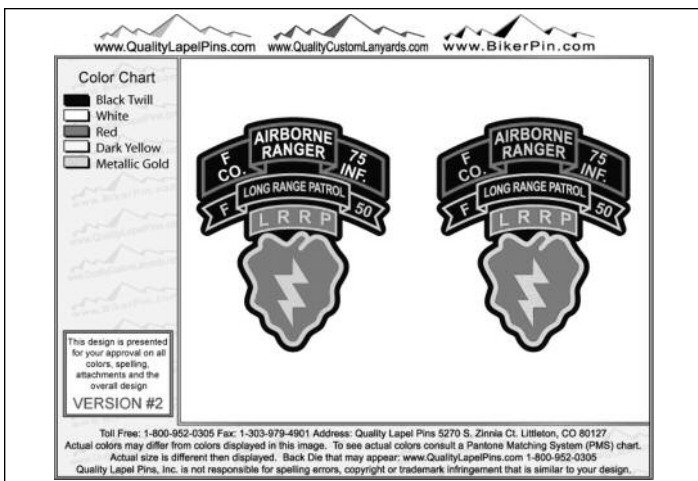 www.QualityLapelPins.com www.QualityCustomLanyards.com www.BikerPin.com
Color Chart
Black Twill
White
Red
Dark Yellow
Metallic Gold
This design is presented
for your approval on all
colors, spelling,
attachments and the
overall design
VERSION #2
AIRBORNE
RANGER
F
CO.
75
INF.
LONG RANGE PATROL
F
50
LRRP
AIRBORNE
RANGER
F
CO.
75
INF.
LONG RANGE PATROL
F
50
LRRP
Toll Free: 1-800-952-0305 Fax: 1-303-979-4901 Address: Quality Lapel Pins 5270 S. Zinnia Ct. Littleton, CO 80127
Actual colors may differ from colors displayed in this image. To see actual colors consult a Pantone Matching System (PMS) chart.
Actual size is different then displayed. Back Die that may appear: www.QualityLapelPins.com 1-800-952-0305
Quality Lapel Pins, Inc. is not responsible for spelling errors, copyright or trademark infringement that is similar to your design.